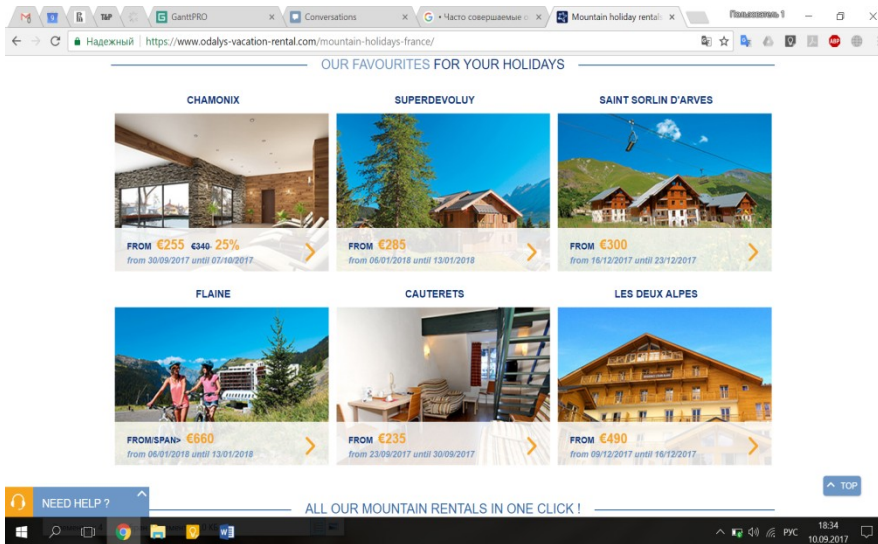 GanttPRO
Conversations
G • Часто совершаемые о
Mountain holiday rental
Пользователь 1
Надежный
https://www.odalys-vacation-rental.com/mountain-holidays-france/
OUR FAVOURITES FOR YOUR HOLIDAYS
CHAMONIX
FROM €255 €340 25%
from 30/09/2017 until 07/10/2017
SUPERDEVOLUY
FROM €285
from 06/01/2018 until 13/01/2018
SAINT SORLIN D'ARVES
FROM €300
from 16/12/2017 until 23/12/2017
FLAINE
FROM/SPAN> €660
from 06/01/2018 until 13/01/2018
CAUTERETS
FROM €235
from 23/09/2017 until 30/09/2017
LES DEUX ALPES
FROM €490
from 09/12/2017 until 16/12/2017
TOP
NEED HELP ?
ALL OUR MOUNTAIN RENTALS IN ONE CLICK !
РУС
18:34
10.09.2017